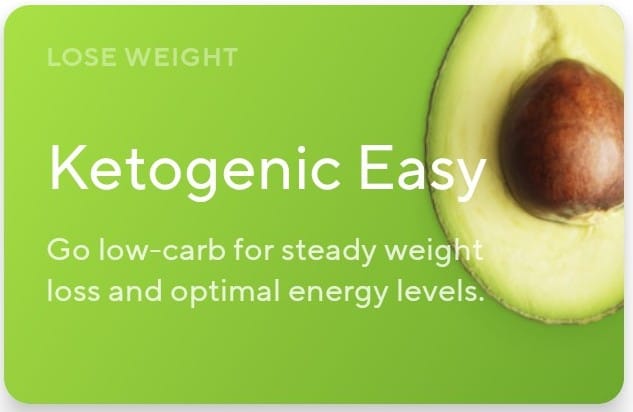 LOSE WEIGHT
Ketogenic Easy
Go low-carb for steady weight
loss and optimal energy levels.